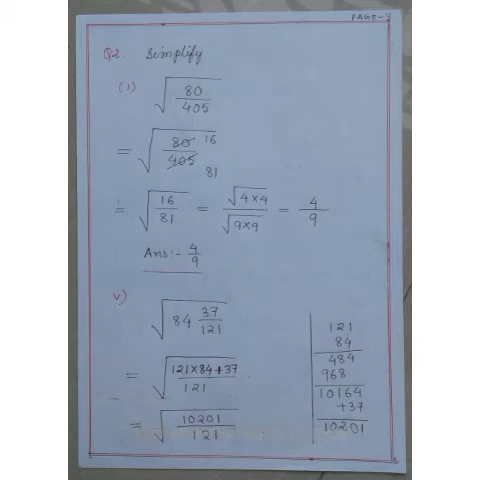 PAGE-3
Q2. Simplify
(1) √(80/405)
= √(80/405) 16 81
= √(16/81) = √4×4/√9×9 = 4/9
Ans:- 4/9
v) √(84 37/121)
= √((121×84+37)/121)
= √(10201/121)
121
84
484
968
10164
+37
10201